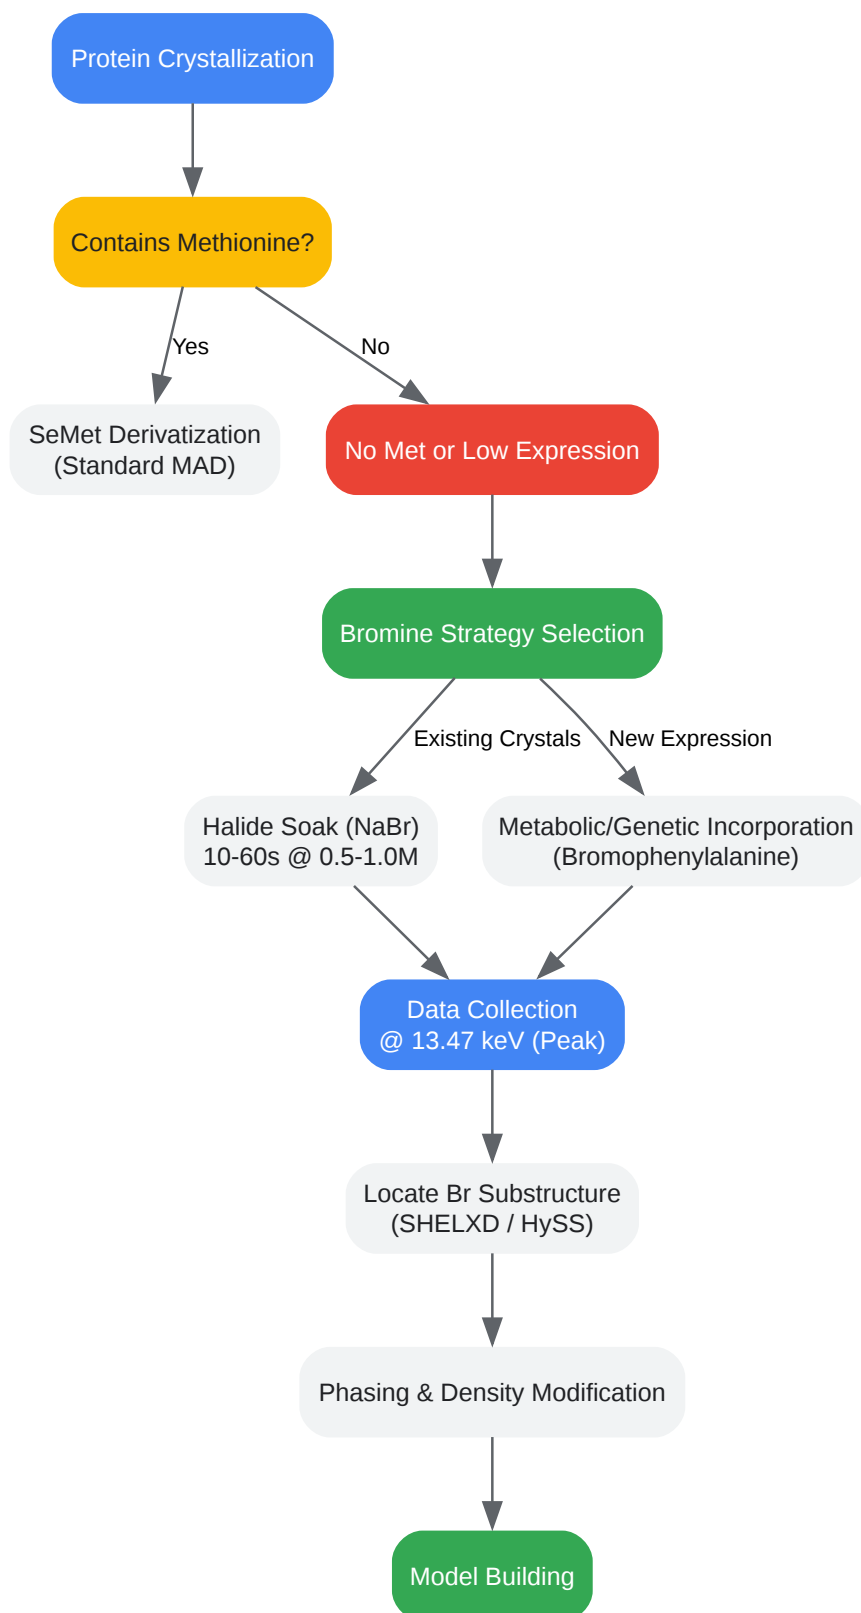 Protein Crystallization
Contains Methionine?
Yes
No
SeMet Derivatization
(Standard MAD)
No Met or Low Expression
Bromine Strategy Selection
Existing Crystals
New Expression
Halide Soak (NaBr)
10-60s @ 0.5-1.0M
Metabolic/Genetic Incorporation
(Bromophenylalanine)
Data Collection
@ 13.47 keV (Peak)
Locate Br Substructure
(SHELXD / HySS)
Phasing & Density Modification
Model Building